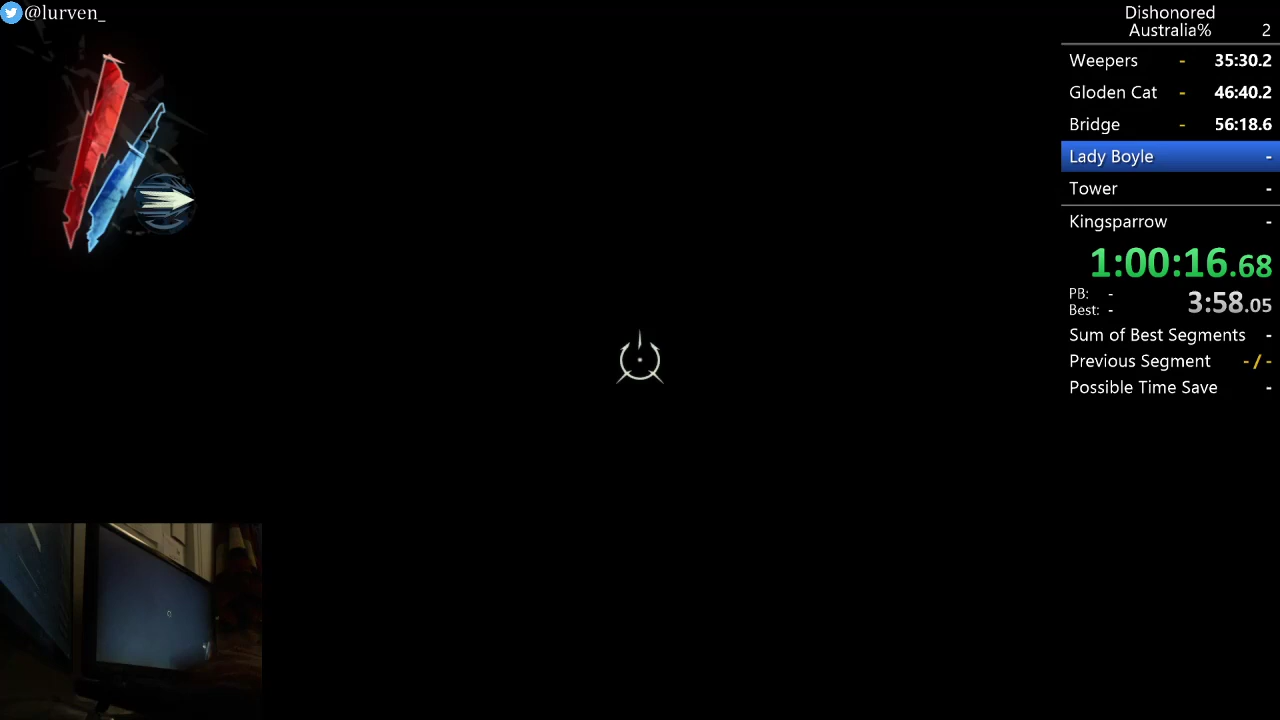 @lurven_
Dishonored
Australia% 2
Weepers - 35:30.2
Gloden Cat - 46:40.2
Bridge - 56:18.6
Lady Boyle -
Tower -
Kingsparrow -
1:00:16.68
PB: -
Best: -
3:58.05
Sum of Best Segments -
Previous Segment - / -
Possible Time Save -